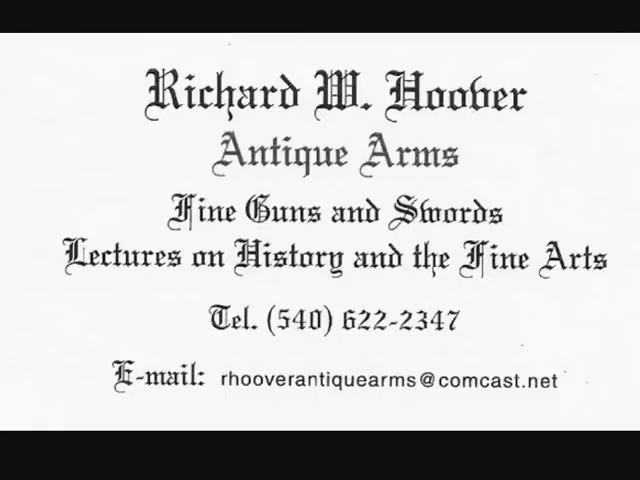 Richard W. Hoover
Antique Arms
Fine Guns and Swords
Lectures on History and the Fine Arts
Tel. (540) 622-2347
E-mail: rhooverantiquearms@comcast.net